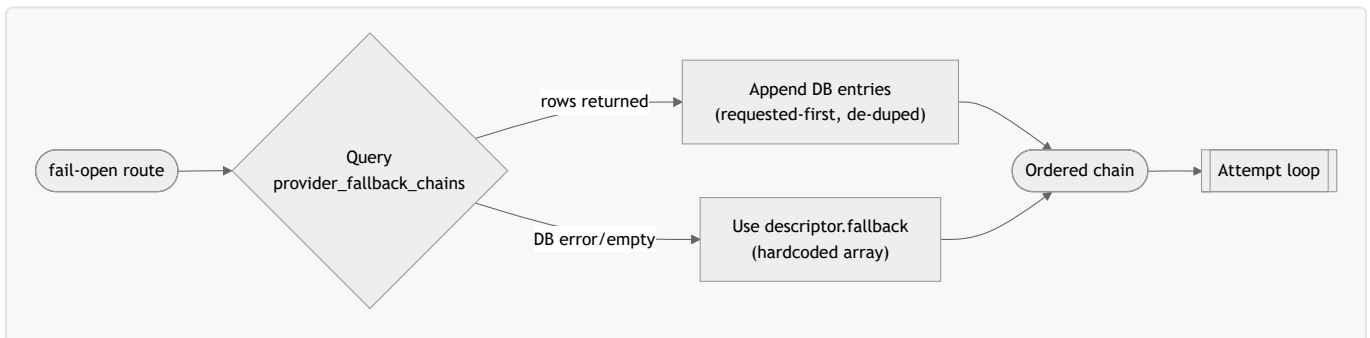 fail-open route
Query
provider_fallback_chains
rows returned
DB error/empty
Append DB entries
(requested-first, de-duped)
Use descriptor.fallback
(hardcoded array)
Ordered chain
Attempt loop